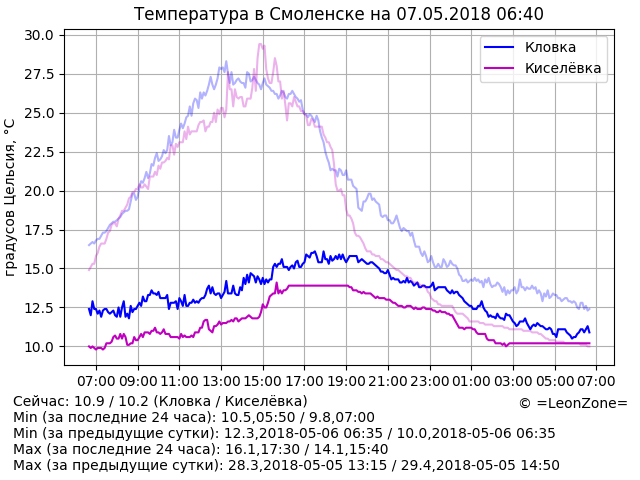 Температура в Смоленске на 07.05.2018 06:40
градусов Цельсия, °C
30.0
27.5
25.0
22.5
20.0
17.5
15.0
12.5
10.0
Кловка
Киселёвка
07:00 09:00 11:00 13:00 15:00 17:00 19:00 21:00 23:00 01:00 03:00 05:00 07:00
© =LeonZone=
Сейчас: 10.9 / 10.2 (Кловка / Киселёвка)
Min (за последние 24 часа): 10.5,05:50 / 9.8,07:00
Min (за предыдущие сутки): 12.3,2018-05-06 06:35 / 10.0,2018-05-06 06:35
Max (за последние 24 часа): 16.1,17:30 / 14.1,15:40
Max (за предыдущие сутки): 28.3,2018-05-05 13:15 / 29.4,2018-05-05 14:50